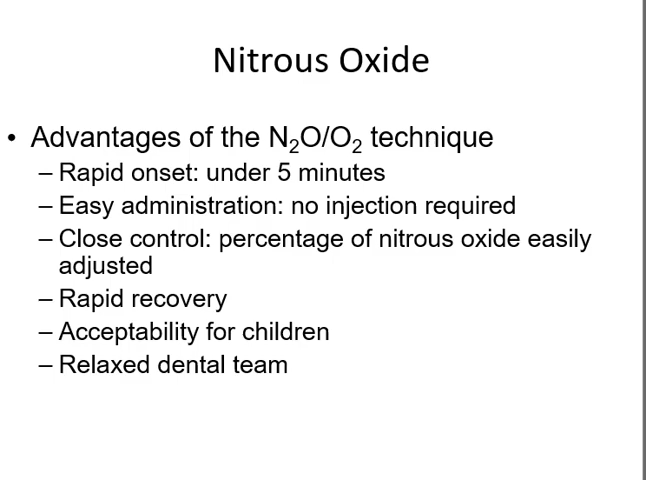 Nitrous Oxide
• Advantages of the N₂O/O₂ technique
– Rapid onset: under 5 minutes
– Easy administration: no injection required
– Close control: percentage of nitrous oxide easily
adjusted
– Rapid recovery
– Acceptability for children
– Relaxed dental team